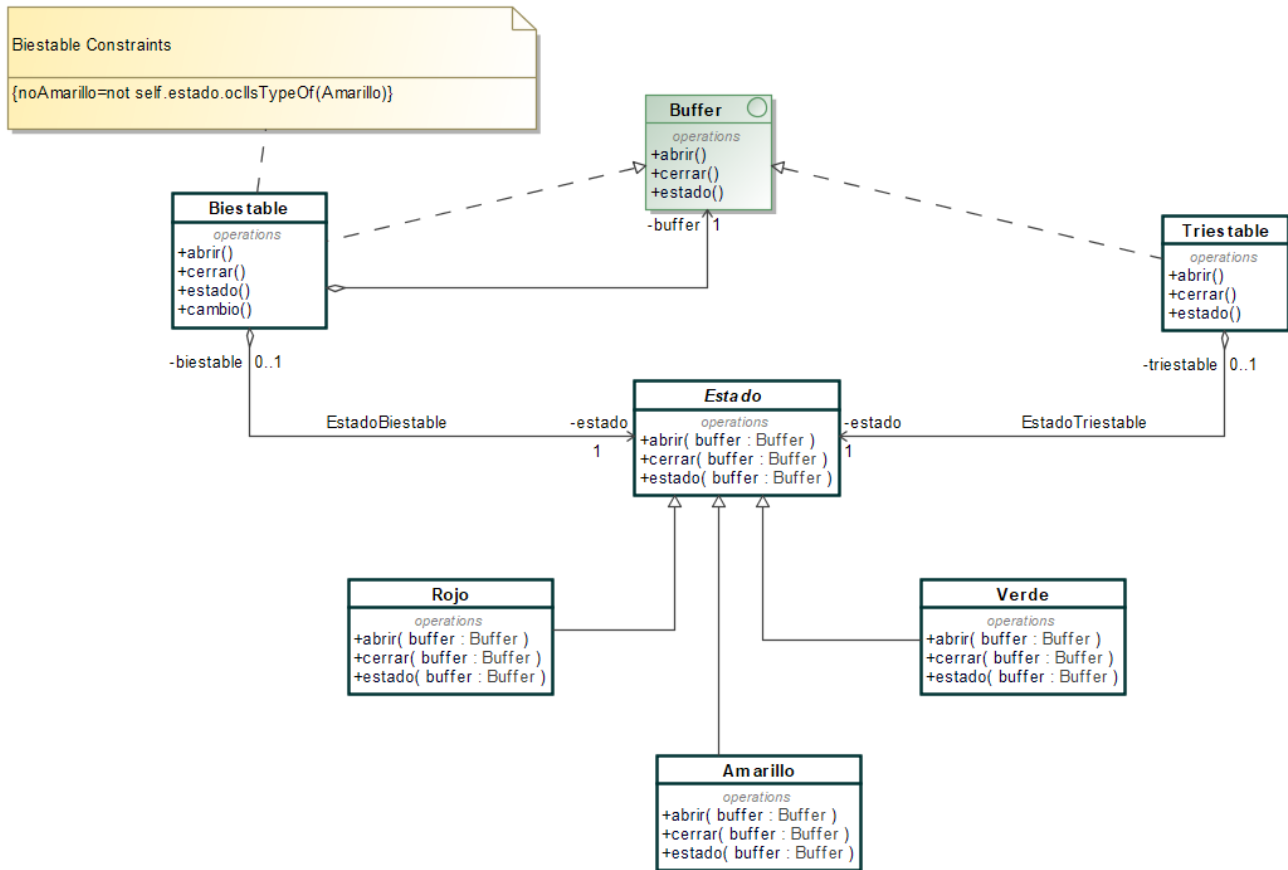 Biestable Constraints
{noAmarillo=not self.estado.oclIsTypeOf(Amarillo)}
Buffer
operations
+abrir()
+cerrar()
+estado()
-buffer 1
Biestable
operations
+abrir()
+cerrar()
+estado()
+cambio()
-biestable 0..1
Triestable
operations
+abrir()
+cerrar()
+estado()
-triestable 0..1
EstadoBiestable
-estado
1
Estado
operations
+abrir( buffer : Buffer )
+cerrar( buffer : Buffer )
+estado( buffer : Buffer )
-estado
1
EstadoTriestable
Rojo
operations
+abrir( buffer : Buffer )
+cerrar( buffer : Buffer )
+estado( buffer : Buffer )
Verde
operations
+abrir( buffer : Buffer )
+cerrar( buffer : Buffer )
+estado( buffer : Buffer )
Amarillo
operations
+abrir( buffer : Buffer )
+cerrar( buffer : Buffer )
+estado( buffer : Buffer )